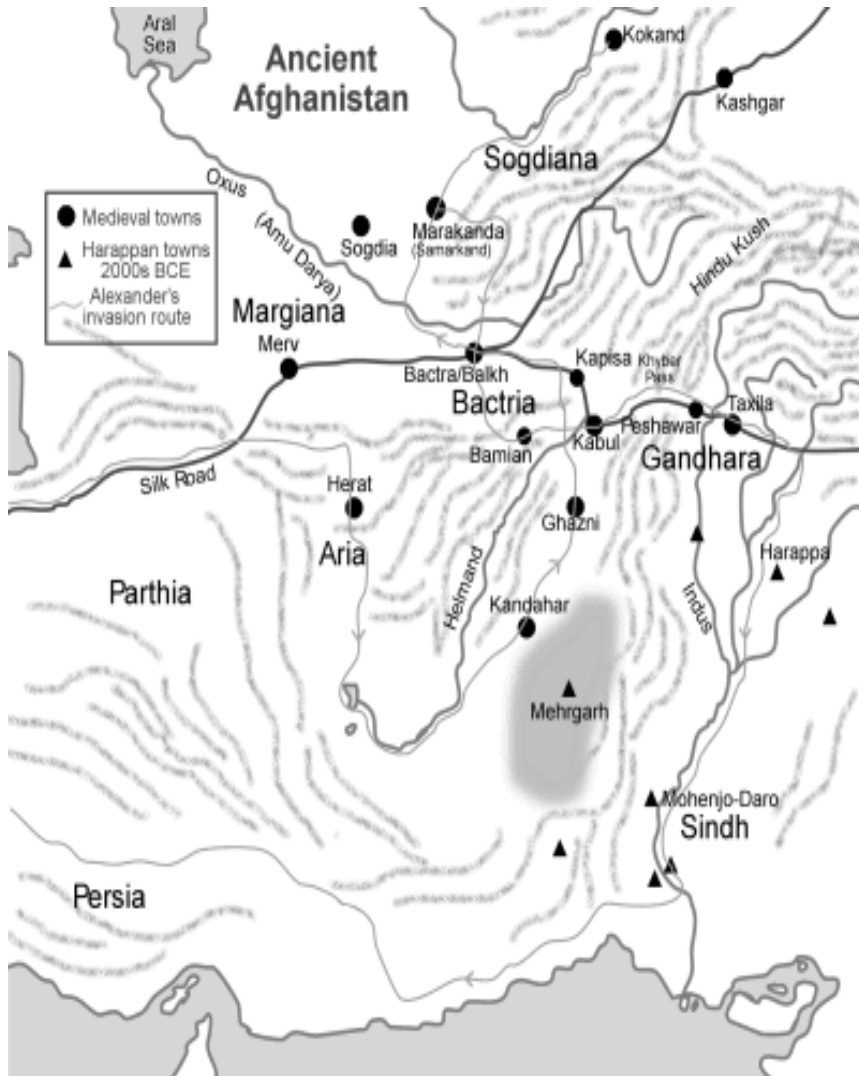 Aral
Sea
Kokand
Ancient
Afghanistan
Kashgar
Sogdiana
Oxus
(Amu Darya)
Medieval towns
Harappan towns
2000s BCE
Alexander's
invasion route
Sogdia
Marakanda
(Samarkand)
Hindu Kush
Margiana
Merv
Bactra/Balkh
Kapisa
Khyber
Pass
Bactria
Peshawar
Taxila
Bamian
Kabul
Gandhara
Silk Road
Herat
Ghazni
Aria
Helmand
Harappa
Parthia
Kandahar
Indus
Mehrgarh
Mohenjo-Daro
Sindh
Persia